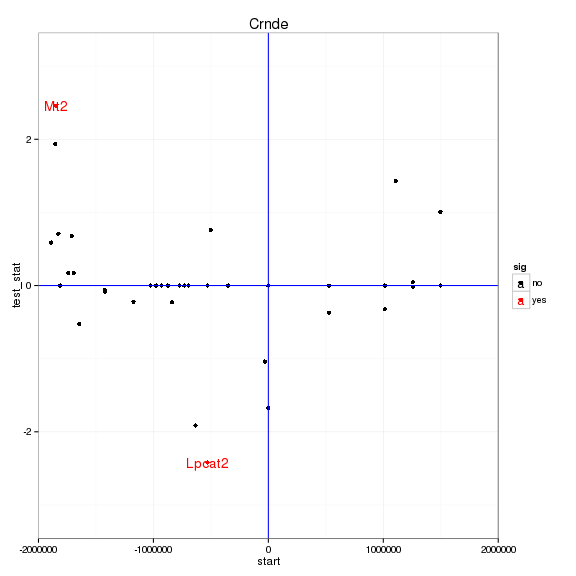 Crnde
Mt2
2
0
-2
test_stat
Lpcat2
-2000000
-1000000
0
1000000
2000000
start
sig
a no
a yes